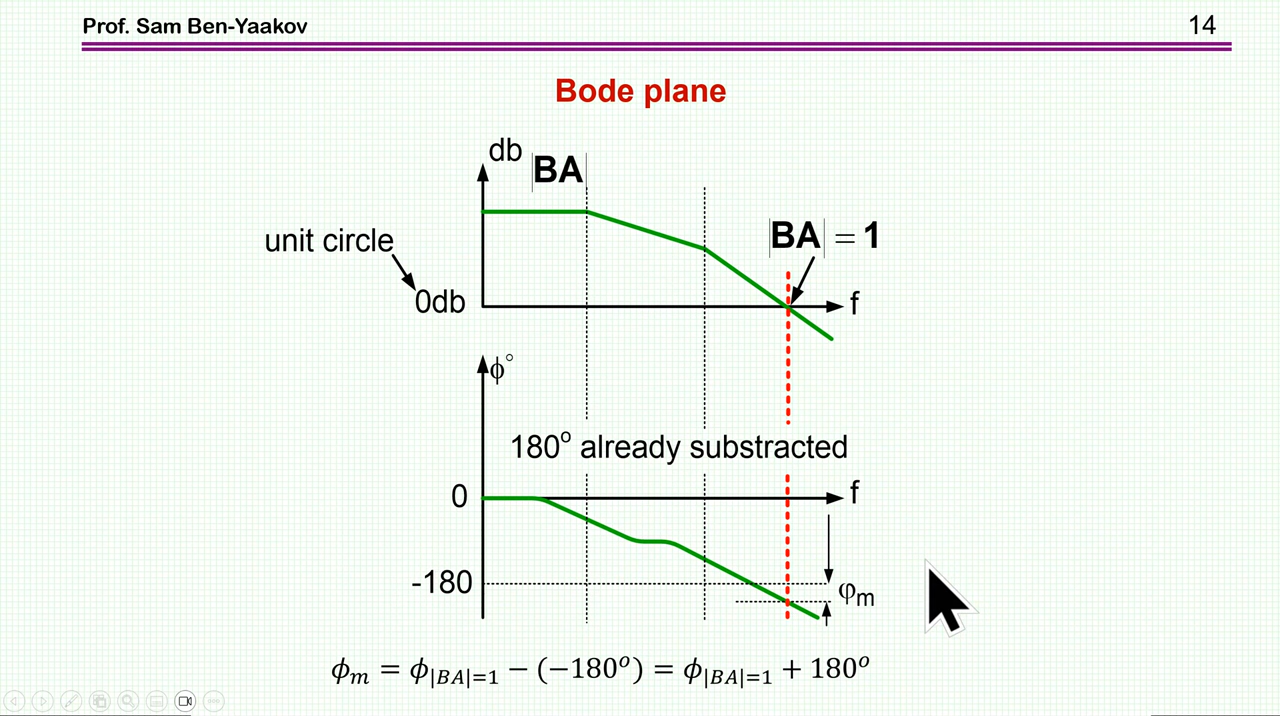 Prof. Sam Ben-Yaakov
14
Bode plane
db
|BA|
unit circle
|BA| = 1
0db
f
ϕ°
180° already substracted
0
f
-180
φm
ϕm = ϕ|BA|=1 − (−180°) = ϕ|BA|=1 + 180°